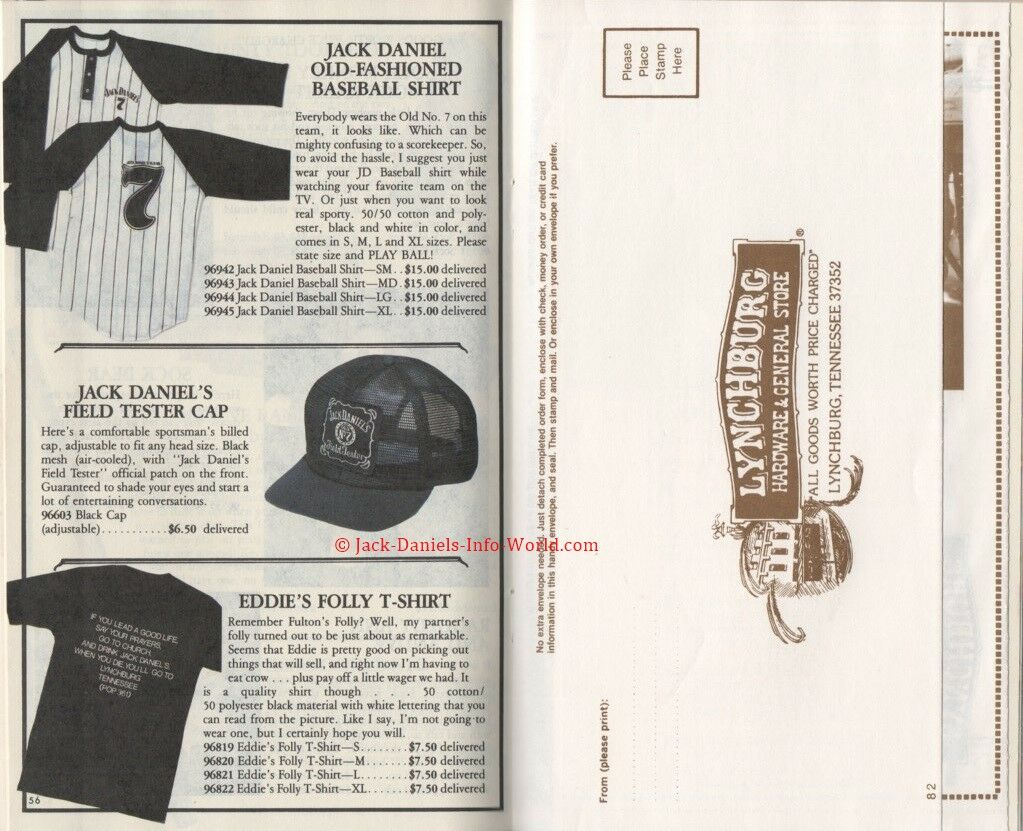 JACK DANIEL
OLD-FASHIONED
BASEBALL SHIRT
Everybody wears the Old No. 7 on this
team, it looks like. Which can be
mighty confusing to a scorekeeper. So,
to avoid the hassle, I suggest you just
wear your JD Baseball shirt while
watching your favorite team on the
TV. Or just when you want to look
real sporty. 50/50 cotton and poly-
ester, black and white in color, and
comes in S, M, L and XL sizes. Please
state size and PLAY BALL!
96942 Jack Daniel Baseball Shirt—SM . . $15.00 delivered
96943 Jack Daniel Baseball Shirt—MD . $15.00 delivered
96944 Jack Daniel Baseball Shirt—LG . . $15.00 delivered
96945 Jack Daniel Baseball Shirt—XL . . $15.00 delivered
JACK DANIEL'S
7
7
JACK DANIEL'S
FIELD TESTER CAP
Here's a comfortable sportsman's billed
cap, adjustable to fit any head size. Black
mesh (air-cooled), with "Jack Daniel's
Field Tester" official patch on the front.
Guaranteed to shade your eyes and start a
lot of entertaining conversations.
96603 Black Cap
(adjustable) . . . . . . . . . . . $6.50 delivered
JACK DANIEL'S
Field Tester
© Jack-Daniels-Info-World.com
EDDIE'S FOLLY T-SHIRT
Remember Fulton's Folly? Well, my partner's
folly turned out to be just about as remarkable.
Seems that Eddie is pretty good on picking out
things that will sell, and right now I'm having to
eat crow . . . plus pay off a little wager we had. It
is a quality shirt though . . . 50 cotton/
50 polyester black material with white lettering that you
can read from the picture. Like I say, I'm not going to
wear one, but I certainly hope you will.
96819 Eddie's Folly T-Shirt—S . . . . . . . . $7.50 delivered
96820 Eddie's Folly T-Shirt—M . . . . . . . $7.50 delivered
96821 Eddie's Folly T-Shirt—L . . . . . . . . $7.50 delivered
96822 Eddie's Folly T-Shirt—XL . . . . . . . $7.50 delivered
IF YOU LEAD A GOOD LIFE,
SAY YOUR PRAYERS,
GO TO CHURCH,
AND DRINK JACK DANIEL'S,
WHEN YOU DIE, YOU'LL GO TO
LYNCHBURG,
TENNESSEE
(POP. 361)
56
Please
Place
Stamp
Here
No extra envelope needed. Just detach completed order form, enclose with check, money order, or credit card
information in this handy envelope, and seal. Then stamp and mail. Or enclose in your own envelope if you prefer.
LYNCHBURG ®
HARDWARE & GENERAL STORE
"ALL GOODS WORTH PRICE CHARGED"
LYNCHBURG, TENNESSEE 37352
From (please print):
82